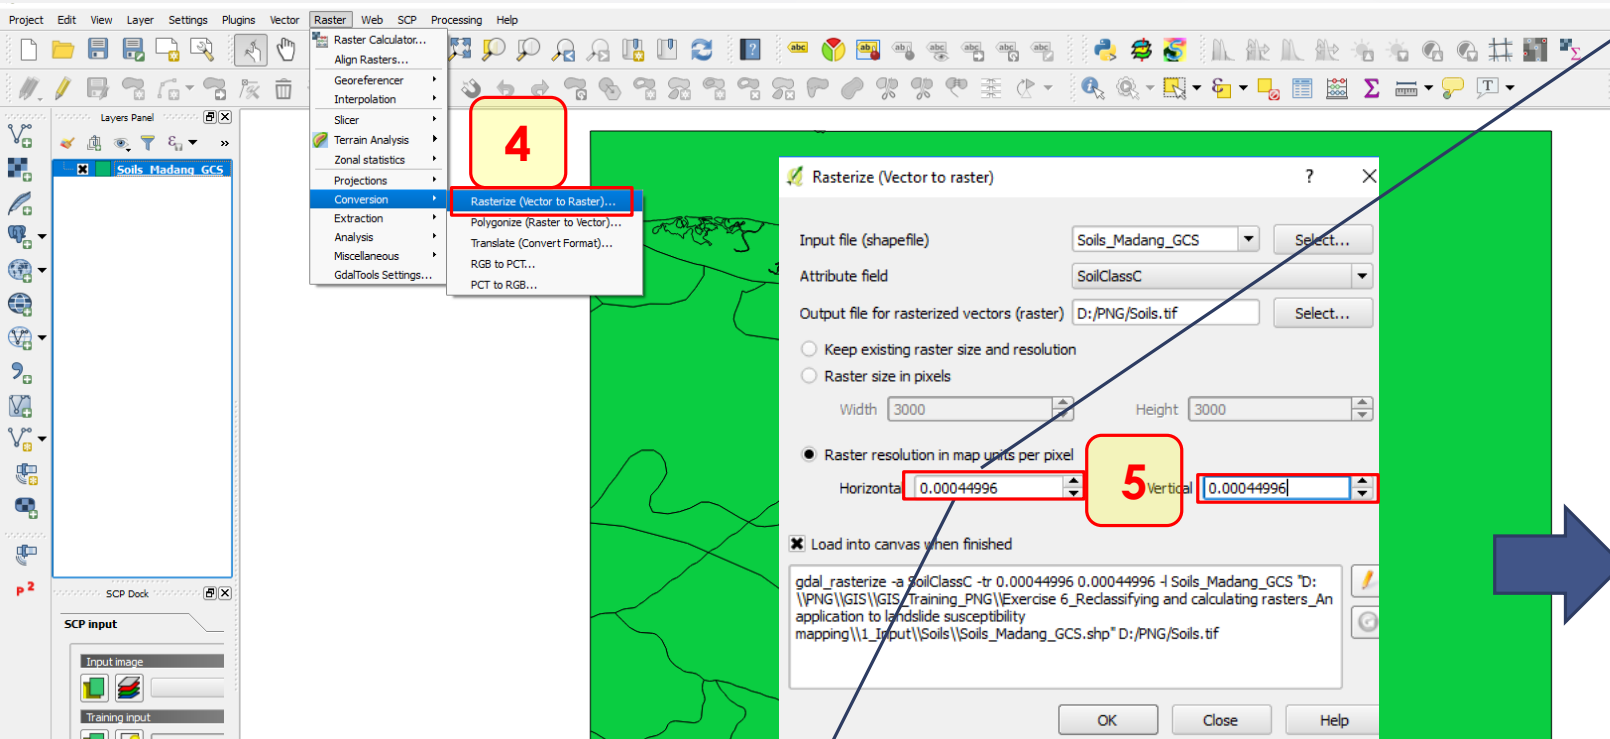 Project Edit View Layer Settings Plugins Vector Raster Web SCP Processing Help
Raster Calculator...
Align Rasters...
Georeferencer
Interpolation
Slicer
Terrain Analysis
Zonal statistics
Projections
Conversion
Extraction
Analysis
Miscellaneous
GdalTools Settings...
Rasterize (Vector to Raster)...
Polygonize (Raster to Vector)...
Translate (Convert Format)...
RGB to PCT...
PCT to RGB...
4
Layers Panel
Soils_Madang_GCS
SCP Dock
SCP input
Input image
Training input
Rasterize (Vector to raster)
Input file (shapefile) Soils_Madang_GCS Select...
Attribute field SoilClassC
Output file for rasterized vectors (raster) D:/PNG/Soils.tif Select...
Keep existing raster size and resolution
Raster size in pixels
Width 3000 Height 3000
Raster resolution in map units per pixel
Horizonta 0.00044996 5 Vertical 0.00044996
Load into canvas when finished
gdal_rasterize -a SoilClassC -tr 0.00044996 0.00044996 -l Soils_Madang_GCS "D:
\\PNG\\GIS\\GIS_Training_PNG\\Exercise 6_Reclassifying and calculating rasters_An
application to landslide susceptibility
mapping\\1_Input\\Soils\\Soils_Madang_GCS.shp" D:/PNG/Soils.tif
OK Close Help